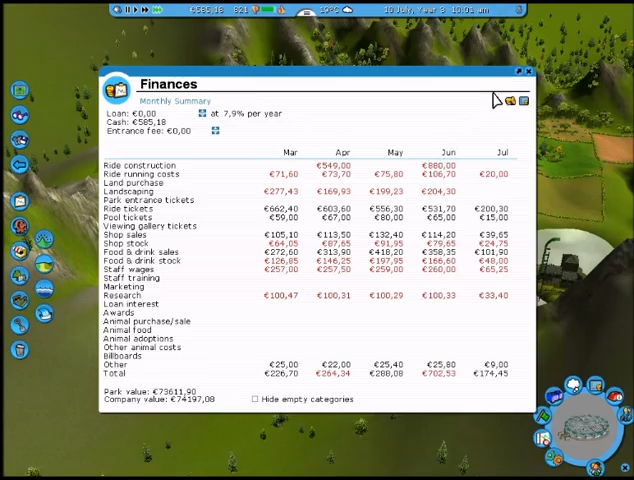 €585,18 821 19°C 10 July, Year 3 10:01 am
Finances
Monthly Summary
Loan: €0,00 at 7,9% per year
Cash: €585,18
Entrance fee: €0,00
Mar Apr May Jun Jul
Ride construction €549,00 €880,00
Ride running costs €71,60 €73,70 €75,80 €106,70 €20,00
Land purchase
Landscaping €277,43 €169,93 €199,23 €204,30
Park entrance tickets
Ride tickets €662,40 €603,60 €556,30 €531,70 €200,30
Pool tickets €59,00 €67,00 €80,00 €65,00 €15,00
Viewing gallery tickets
Shop sales €105,10 €113,50 €132,40 €114,20 €39,65
Shop stock €64,05 €87,65 €91,95 €79,65 €24,75
Food & drink sales €272,60 €313,90 €418,20 €358,35 €101,90
Food & drink stock €126,85 €146,25 €197,95 €166,60 €48,00
Staff wages €257,00 €257,50 €259,00 €260,00 €65,25
Staff training
Marketing
Research €100,47 €100,31 €100,29 €100,33 €33,40
Loan interest
Awards
Animal purchase/sale
Animal food
Animal adoptions
Other animal costs
Billboards
Other €25,00 €22,00 €25,40 €25,80 €9,00
Total €226,70 €264,34 €288,08 €702,53 €174,45
Park value: €73611,90
Company value: €74197,08
Hide empty categories